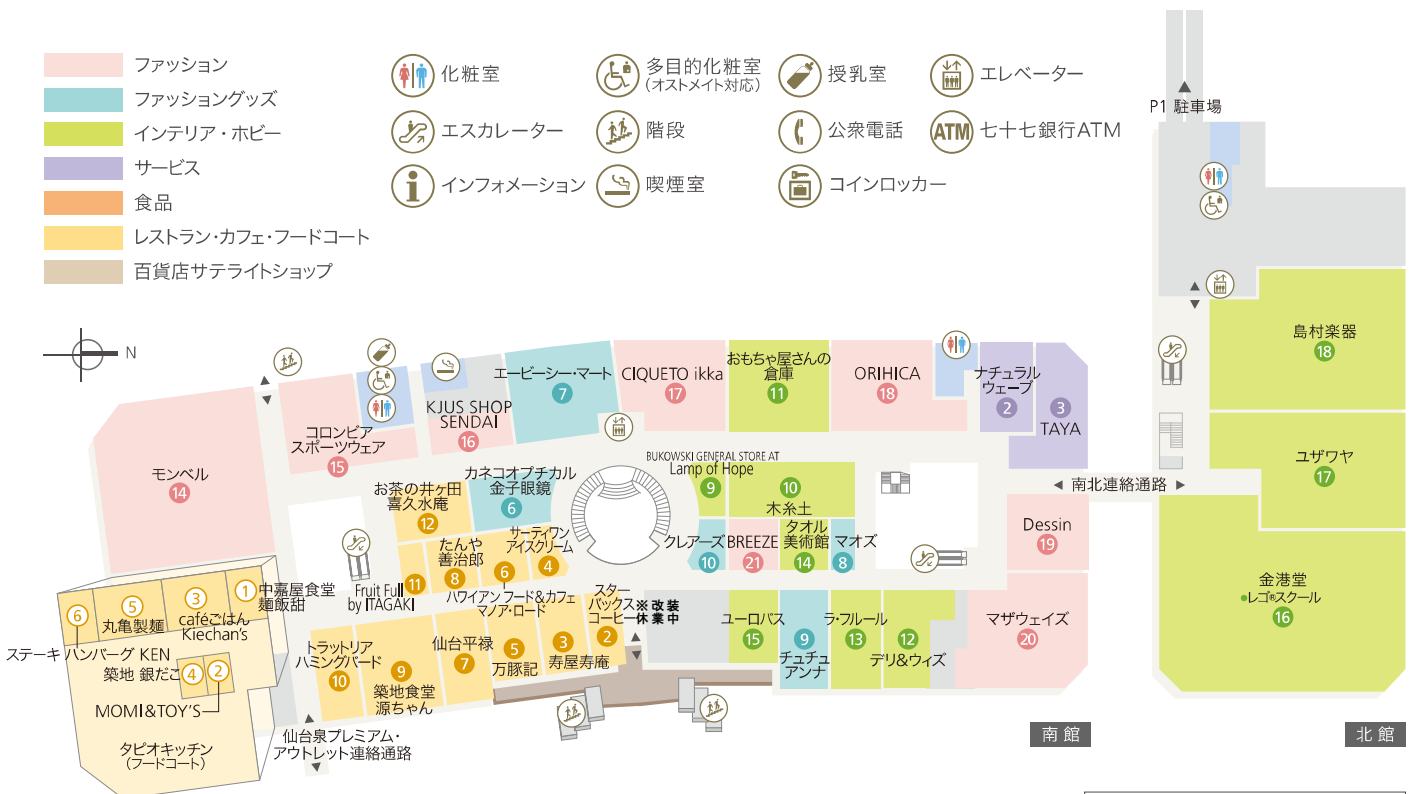 ファッション
ファッショングッズ
インテリア・ホビー
サービス
食品
レストラン・カフェ・フードコート
百貨店サテライトショップ
化粧室
多目的化粧室
(オストメイト対応)
授乳室
エレベーター
エスカレーター
階段
公衆電話
ATM
七十七銀行ATM
インフォメーション
喫煙室
コインロッカー
P1 駐車場
N
モンベル
14
コロンビア
スポーツウェア
15
KJUS SHOP
SENDAI
16
エービーシー・マート
7
CIQUETO ikka
17
おもちゃ屋さんの
倉庫
11
ORIHICA
18
ナチュラル
ウェーブ
2
3
TAYA
島村楽器
18
ユザワヤ
17
金港堂
レゴ®スクール
16
南北連絡通路
お茶の井ヶ田
喜久水庵
12
カネコオプチカル
金子眼鏡
6
BUKOWSKI GENERAL STORE AT
Lamp of Hope
9
10
木糸土
クレアーズ
10
BREEZE
21
タオル
美術館
14
マオズ
8
Dessin
19
マザウェイズ
20
Fruit Full
by ITAGAKI
11
たんや
善治郎
8
6
ハワイアン フード&カフェ
マノア・ロード
サーティワン
アイスクリーム
4
スター
バックス
コーヒー
2
※改装
休業中
ユーロパス
15
9
チュチュ
アンナ
ラ・フルール
13
12
デリ&ウィズ
1
中嘉屋食堂
麺飯甜
3
caféごはん
Kiechan's
5
丸亀製麺
6
ステーキ ハンバーグ KEN
築地 銀だこ
4
2
MOMI&TOY'S
タピオキッチン
(フードコート)
トラットリア
ハミングバード
10
9
築地食堂
源ちゃん
仙台平禄
7
5
万豚記
3
寿屋寿庵
仙台泉プレミアム・
アウトレット連絡通路
南館
北館